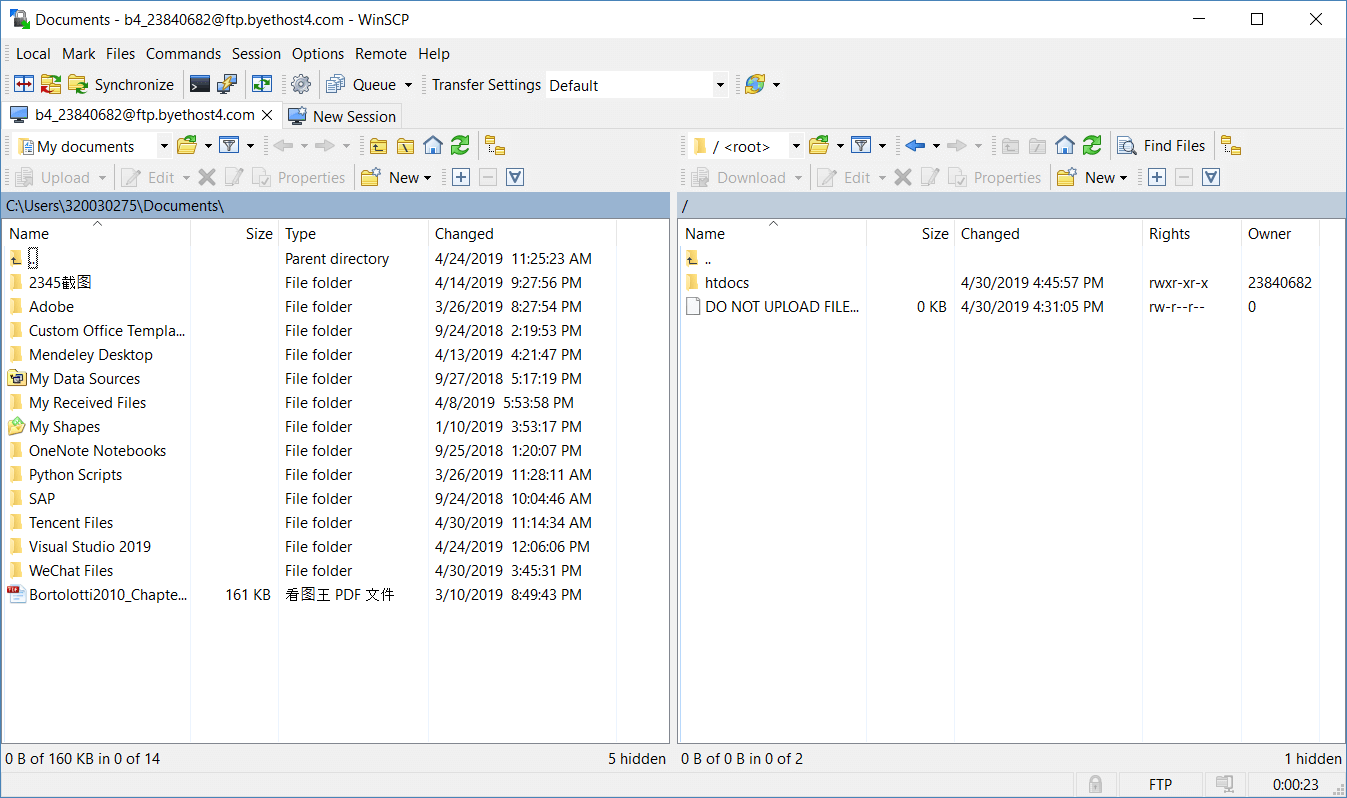 Documents - b4_23840682@ftp.byethost4.com - WinSCP
Local Mark Files Commands Session Options Remote Help
Synchronize Queue Transfer Settings Default
b4_23840682@ftp.byethost4.com New Session
My documents / <root> Find Files
Upload Edit Properties New Download Edit Properties New
C:\Users\320030275\Documents\ /
Name Size Type Changed Name Size Changed Rights Owner
.. Parent directory 4/24/2019 11:25:23 AM ..
2345截图 File folder 4/14/2019 9:27:56 PM htdocs 4/30/2019 4:45:57 PM rwxr-xr-x 23840682
Adobe File folder 3/26/2019 8:27:54 PM DO NOT UPLOAD FILE... 0 KB 4/30/2019 4:31:05 PM rw-r--r-- 0
Custom Office Templa... File folder 9/24/2018 2:19:53 PM
Mendeley Desktop File folder 4/13/2019 4:21:47 PM
My Data Sources File folder 9/27/2018 5:17:19 PM
My Received Files File folder 4/8/2019 5:53:58 PM
My Shapes File folder 1/10/2019 3:53:17 PM
OneNote Notebooks File folder 9/25/2018 1:20:07 PM
Python Scripts File folder 3/26/2019 11:28:11 AM
SAP File folder 9/24/2018 10:04:46 AM
Tencent Files File folder 4/30/2019 11:14:34 AM
Visual Studio 2019 File folder 4/24/2019 12:06:06 PM
WeChat Files File folder 4/30/2019 3:45:31 PM
Bortolotti2010_Chapte... 161 KB 看图王 PDF 文件 3/10/2019 8:49:43 PM
0 B of 160 KB in 0 of 14 5 hidden 0 B of 0 B in 0 of 2 1 hidden
FTP 0:00:23